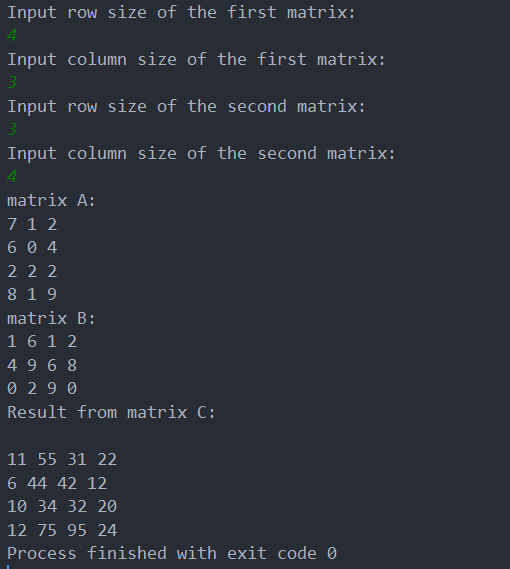 Input row size of the first matrix:
4
Input column size of the first matrix:
3
Input row size of the second matrix:
3
Input column size of the second matrix:
4
matrix A:
7 1 2
6 0 4
2 2 2
8 1 9
matrix B:
1 6 1 2
4 9 6 8
0 2 9 0
Result from matrix C:
11 55 31 22
6 44 42 12
10 34 32 20
12 75 95 24
Process finished with exit code 0